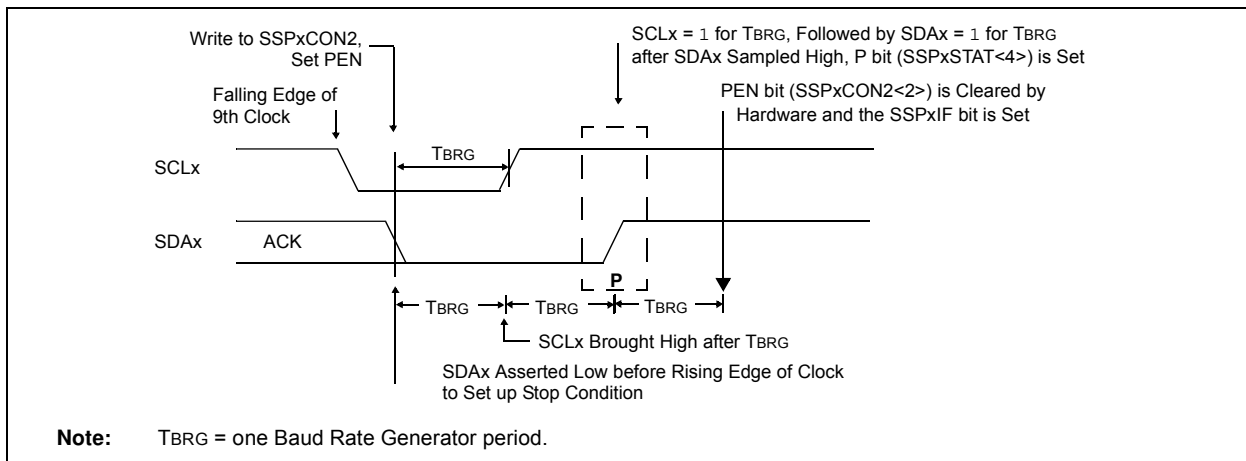 Write to SSPxCON2,
Set PEN
SCLx = 1 for TBRG, Followed by SDAx = 1 for TBRG
after SDAx Sampled High, P bit (SSPxSTAT<4>) is Set
Falling Edge of
9th Clock
PEN bit (SSPxCON2<2>) is Cleared by
Hardware and the SSPxIF bit is Set
TBRG
SCLx
SDAx
ACK
P
TBRG
TBRG
TBRG
SCLx Brought High after TBRG
SDAx Asserted Low before Rising Edge of Clock
to Set up Stop Condition
Note: TBRG = one Baud Rate Generator period.